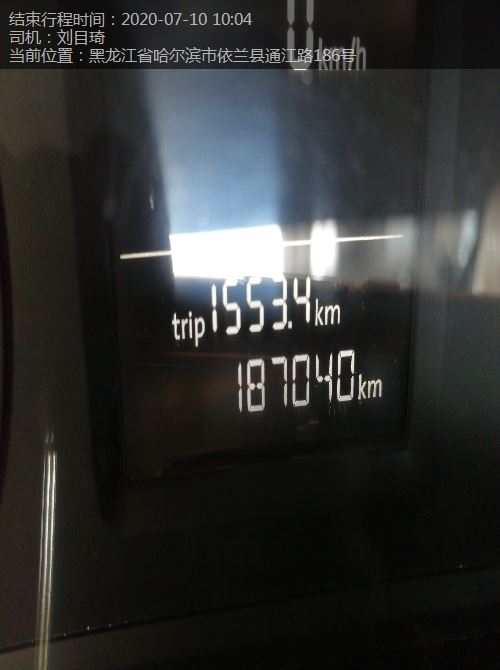 结束行程时间：2020-07-10 10:04
司机：刘目琦
当前位置：黑龙江省哈尔滨市依兰县通江路186号
km/h
trip 1553.4 km
187040 km